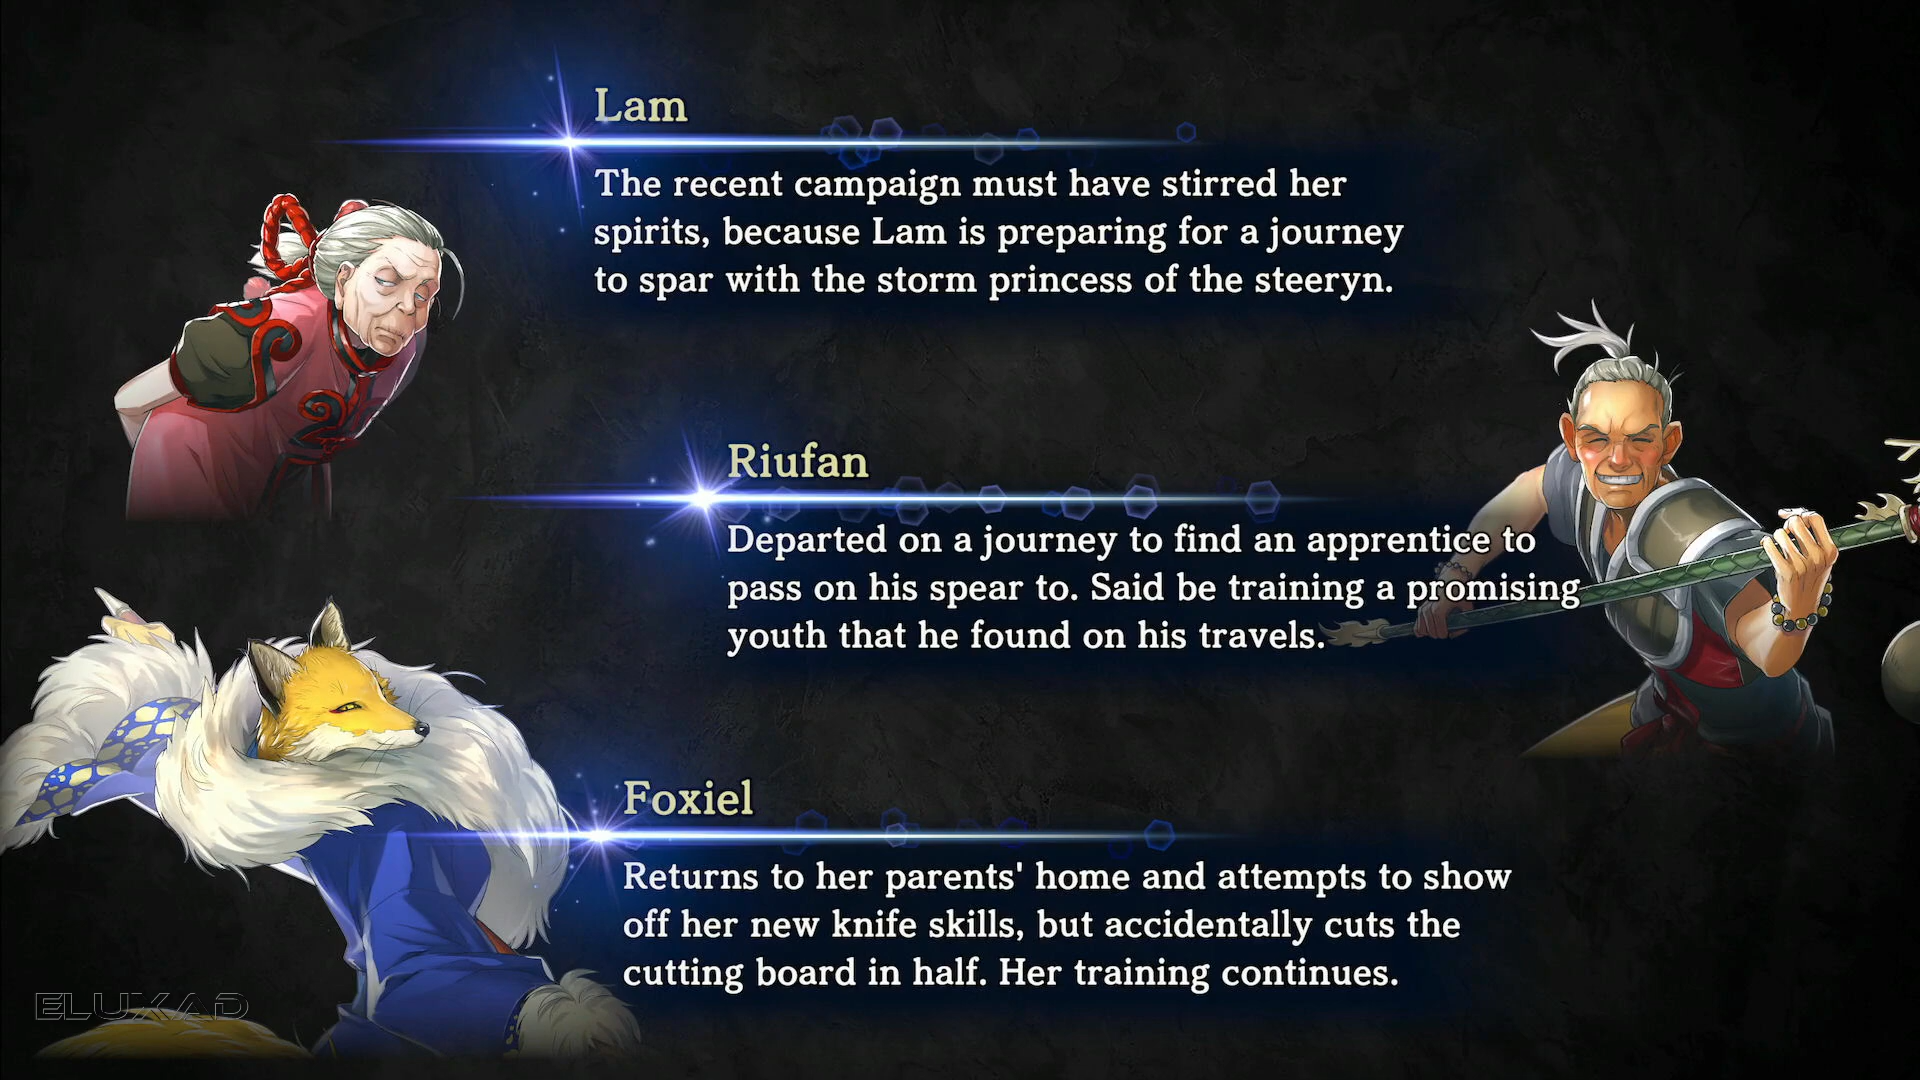 Lam
The recent campaign must have stirred her
spirits, because Lam is preparing for a journey
to spar with the storm princess of the steeryn.
Riufan
Departed on a journey to find an apprentice to
pass on his spear to. Said be training a promising
youth that he found on his travels.
Foxiel
Returns to her parents' home and attempts to show
off her new knife skills, but accidentally cuts the
cutting board in half. Her training continues.
ELUXAD